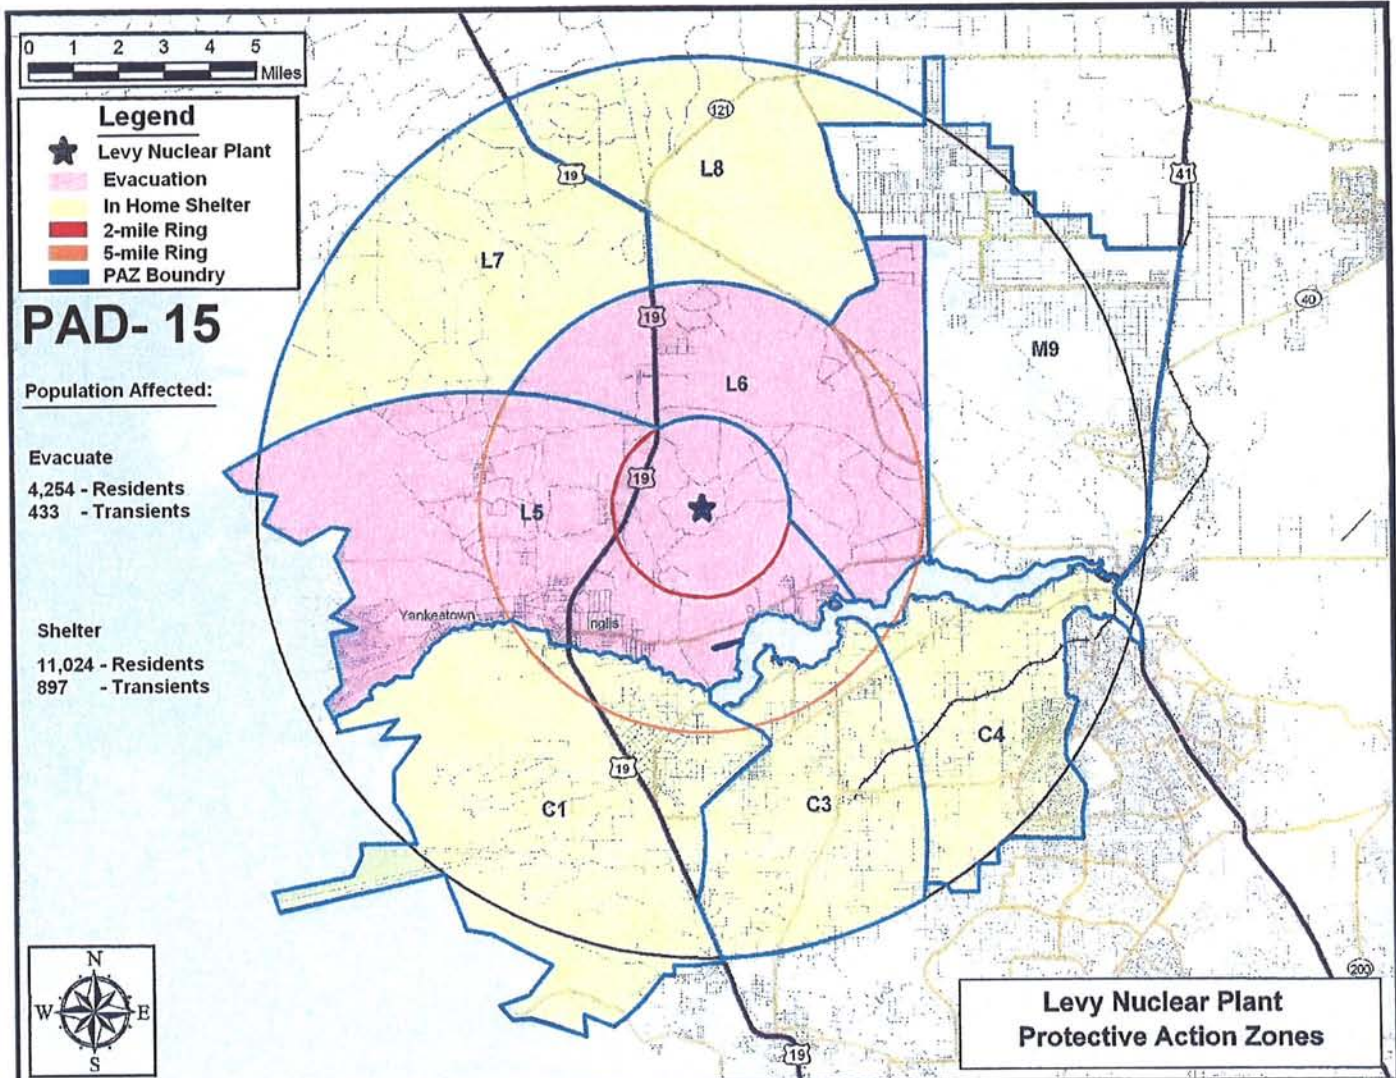 0 1 2 3 4 5
Miles
Legend
Levy Nuclear Plant
Evacuation
In Home Shelter
2-mile Ring
5-mile Ring
PAZ Boundry
PAD- 15
Population Affected:
Evacuate
4,254 - Residents
433 - Transients
Shelter
11,024 - Residents
897 - Transients
121
L8
19
41
L7
40
19
M9
L6
19
L5
Yankeetown
Inglis
C4
19
C3
C1
N
W E
S
200
19
Levy Nuclear Plant
Protective Action Zones